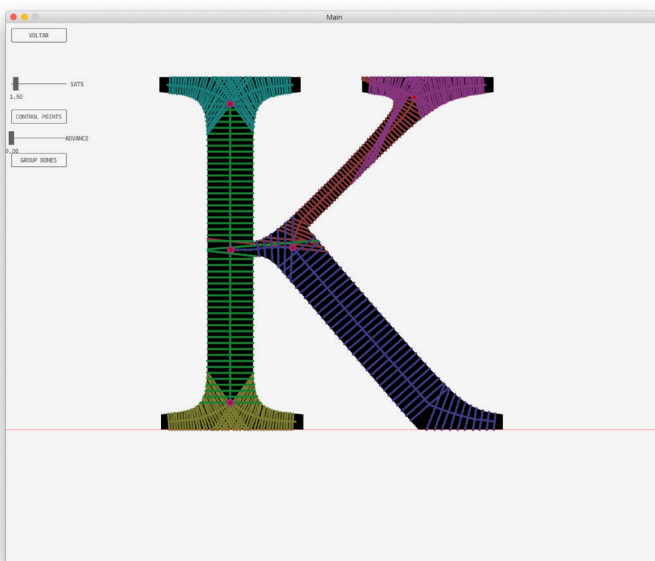 Main
VOLTAR
SATS
1,50
CONTROL POINTS
ADVANCE
0,00
GROUP BONES
K